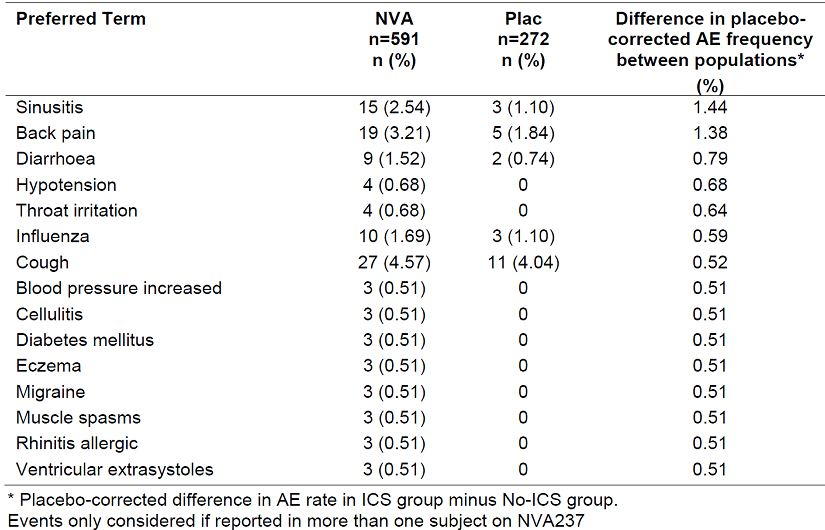 Preferred Term NVA Plac Difference in placebo-
n=591 n=272 corrected AE frequency
n (%) n (%) between populations*
(%)
Sinusitis 15 (2.54) 3 (1.10) 1.44
Back pain 19 (3.21) 5 (1.84) 1.38
Diarrhoea 9 (1.52) 2 (0.74) 0.79
Hypotension 4 (0.68) 0 0.68
Throat irritation 4 (0.68) 0 0.64
Influenza 10 (1.69) 3 (1.10) 0.59
Cough 27 (4.57) 11 (4.04) 0.52
Blood pressure increased 3 (0.51) 0 0.51
Cellulitis 3 (0.51) 0 0.51
Diabetes mellitus 3 (0.51) 0 0.51
Eczema 3 (0.51) 0 0.51
Migraine 3 (0.51) 0 0.51
Muscle spasms 3 (0.51) 0 0.51
Rhinitis allergic 3 (0.51) 0 0.51
Ventricular extrasystoles 3 (0.51) 0 0.51
* Placebo-corrected difference in AE rate in ICS group minus No-ICS group.
Events only considered if reported in more than one subject on NVA237